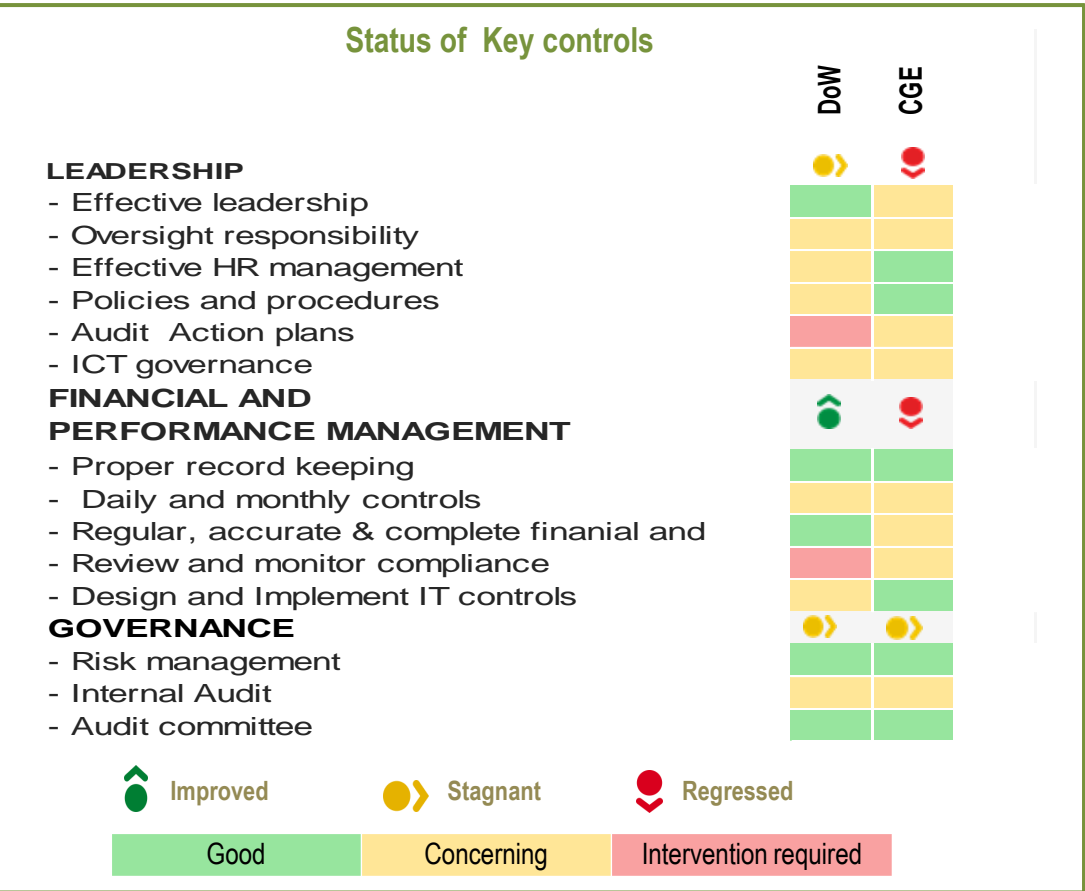 Status of Key controls
DoW
CGE
LEADERSHIP
- Effective leadership
- Oversight responsibility
- Effective HR management
- Policies and procedures
- Audit Action plans
- ICT governance
FINANCIAL AND
PERFORMANCE MANAGEMENT
- Proper record keeping
- Daily and monthly controls
- Regular, accurate & complete finanial and
- Review and monitor compliance
- Design and Implement IT controls
GOVERNANCE
- Risk management
- Internal Audit
- Audit committee
Improved Stagnant Regressed
Good Concerning Intervention required